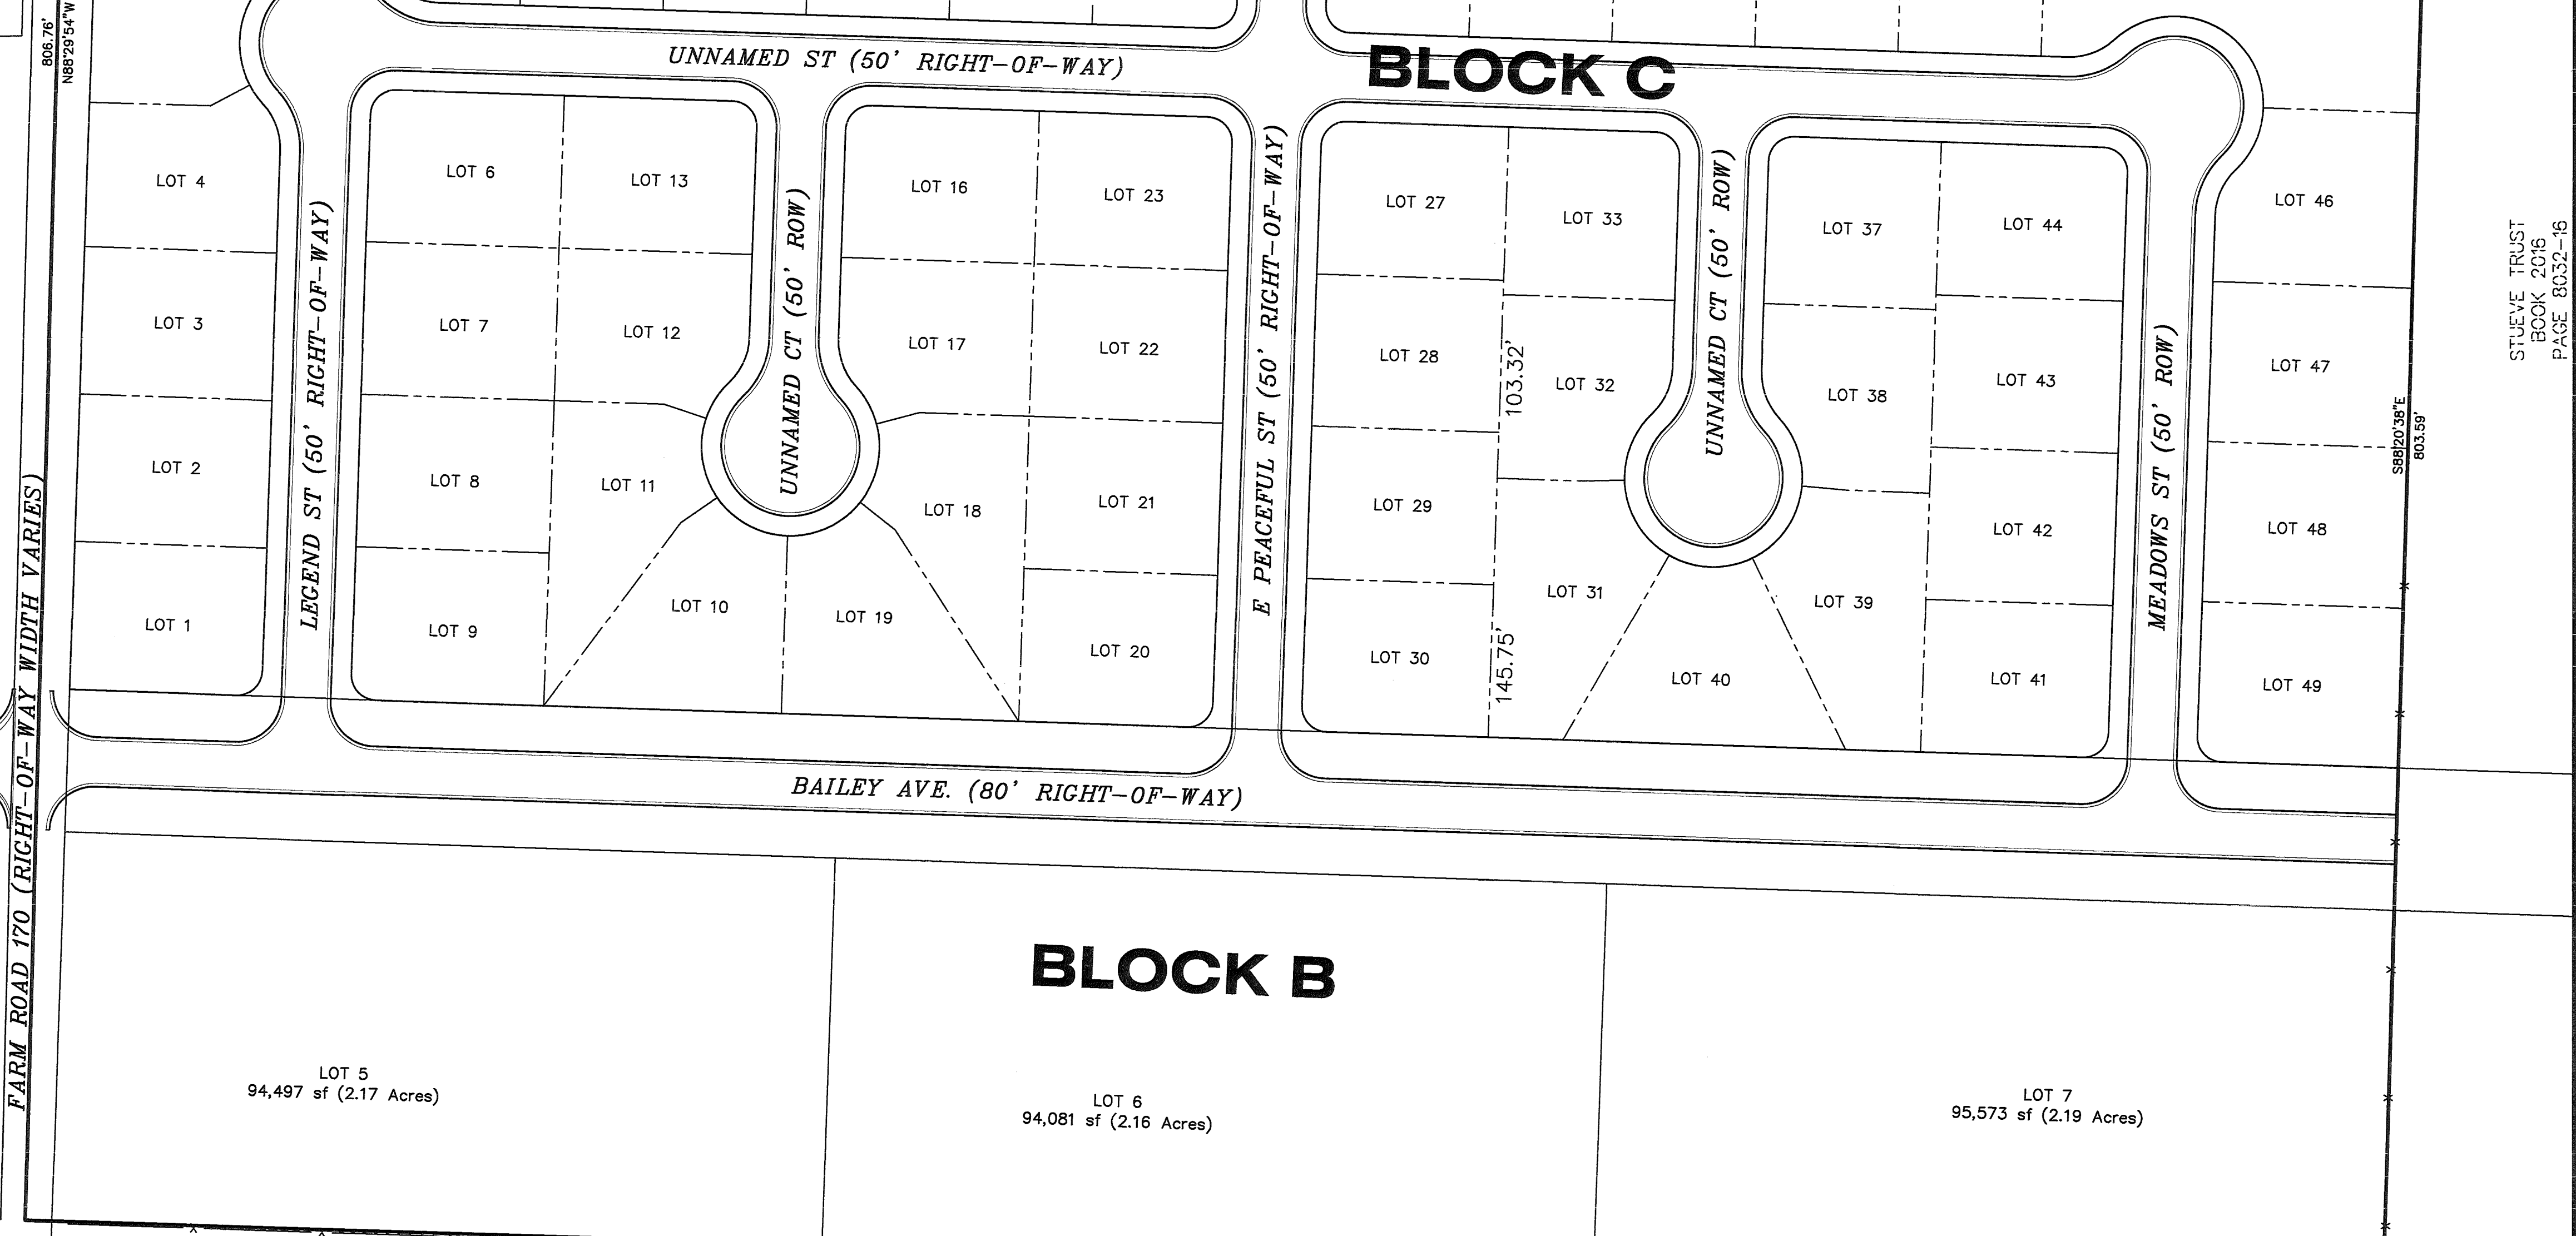 806.76'
N88°29'54"W
UNNAMED ST (50' RIGHT-OF-WAY)
BLOCK C
LOT 4
LOT 6
LOT 13
LOT 16
LOT 23
LOT 27
LOT 33
LOT 37
LOT 44
LOT 46
LOT 3
LOT 7
LOT 12
LOT 17
LOT 22
LOT 28
103.32'
LOT 32
LOT 38
LOT 43
LOT 47
LOT 2
LOT 8
LOT 11
LOT 18
LOT 21
LOT 29
LOT 31
LOT 39
LOT 42
LOT 48
LOT 1
LOT 9
LOT 10
LOT 19
LOT 20
LOT 30
145.75'
LOT 40
LOT 41
LOT 49
LEGEND ST (50' RIGHT-OF-WAY)
UNNAMED CT (50' ROW)
E PEACEFUL ST (50' RIGHT-OF-WAY)
UNNAMED CT (50' ROW)
MEADOWS ST (50' ROW)
S88°20'38"E
803.59'
STUEVE TRUST
BOOK 2016
PAGE 8032-16
FARM ROAD 170 (RIGHT-OF-WAY WIDTH VARIES)
BAILEY AVE. (80' RIGHT-OF-WAY)
BLOCK B
LOT 5
94,497 sf (2.17 Acres)
LOT 6
94,081 sf (2.16 Acres)
LOT 7
95,573 sf (2.19 Acres)